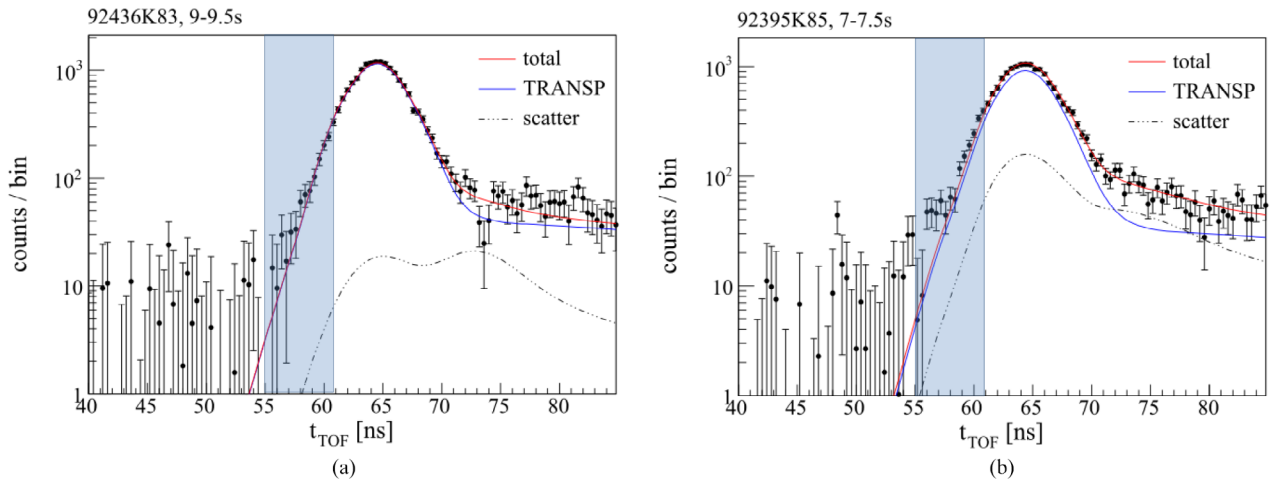 92436K83, 9-9.5s
counts / bin
10³
10²
10
1
total
TRANSP
scatter
40 45 50 55 60 65 70 75 80
t_TOF [ns]
(a)
92395K85, 7-7.5s
counts / bin
10³
10²
10
1
total
TRANSP
scatter
40 45 50 55 60 65 70 75 80
t_TOF [ns]
(b)